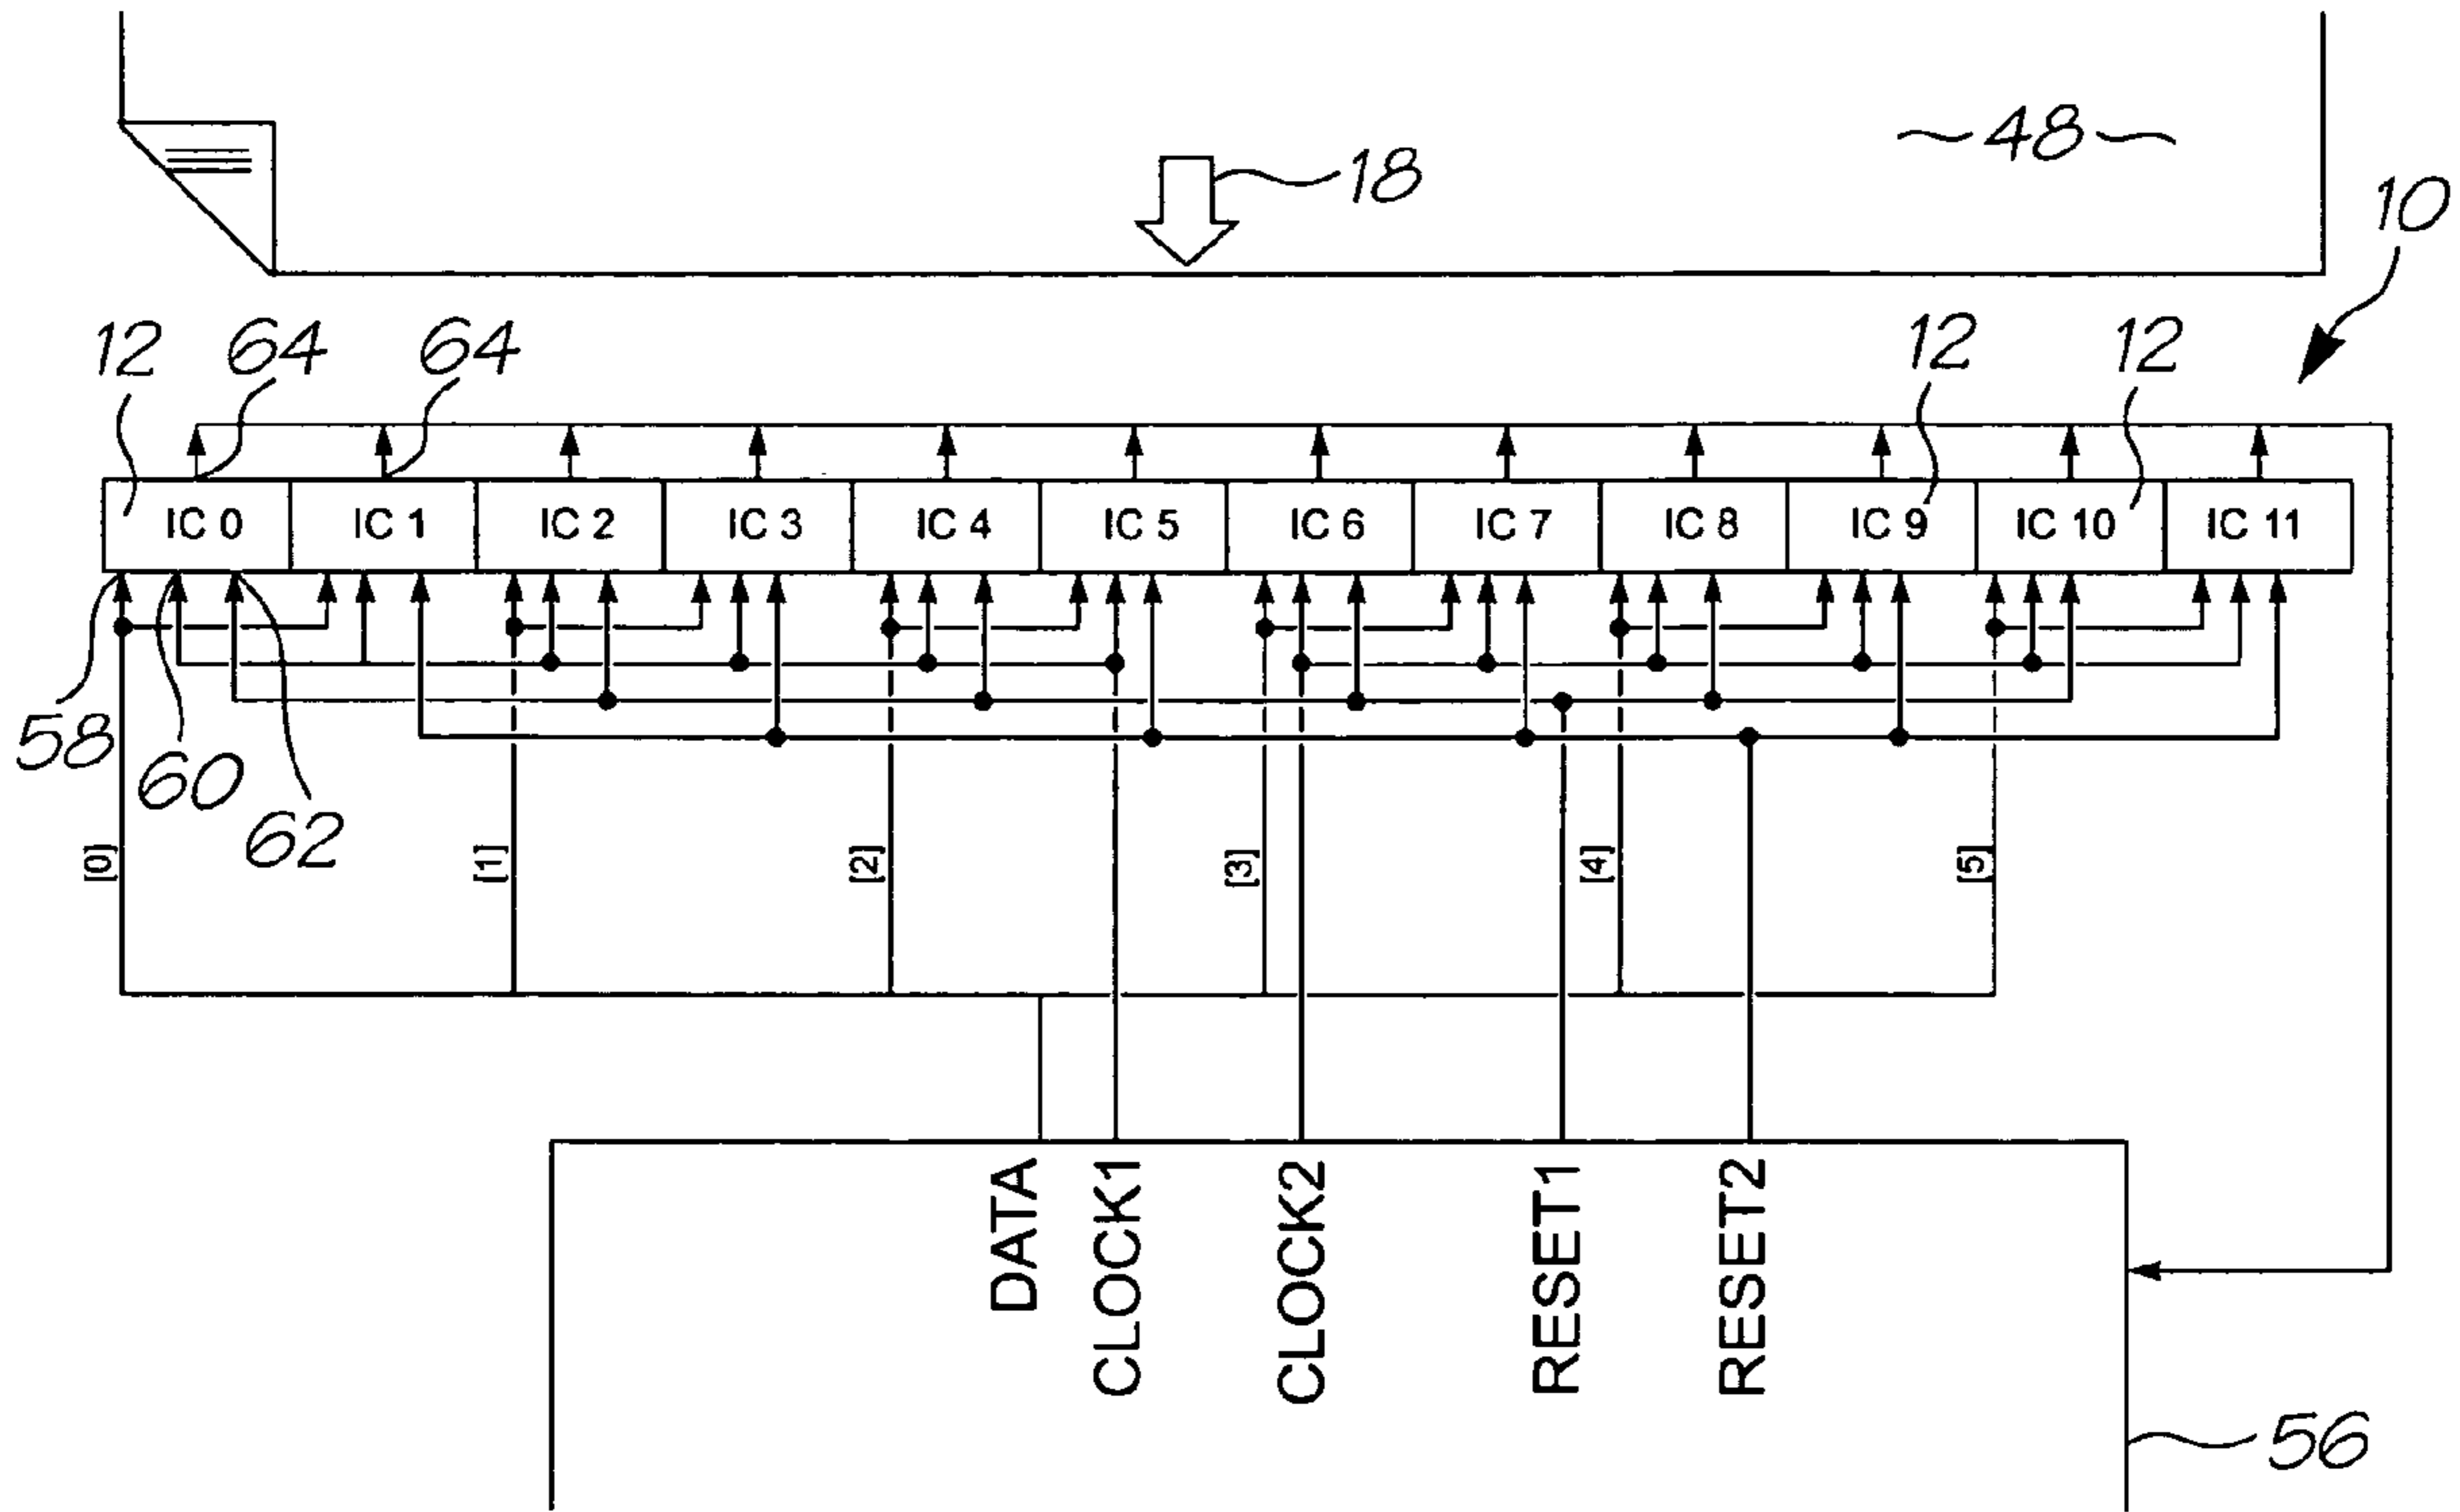 ~48~
18
10
12
64
64
12
12
IC 0
IC 1
IC 2
IC 3
IC 4
IC 5
IC 6
IC 7
IC 8
IC 9
IC 10
IC 11
58
60
62
[0]
[1]
[2]
[3]
[4]
[5]
DATA
CLOCK1
CLOCK2
RESET1
RESET2
56